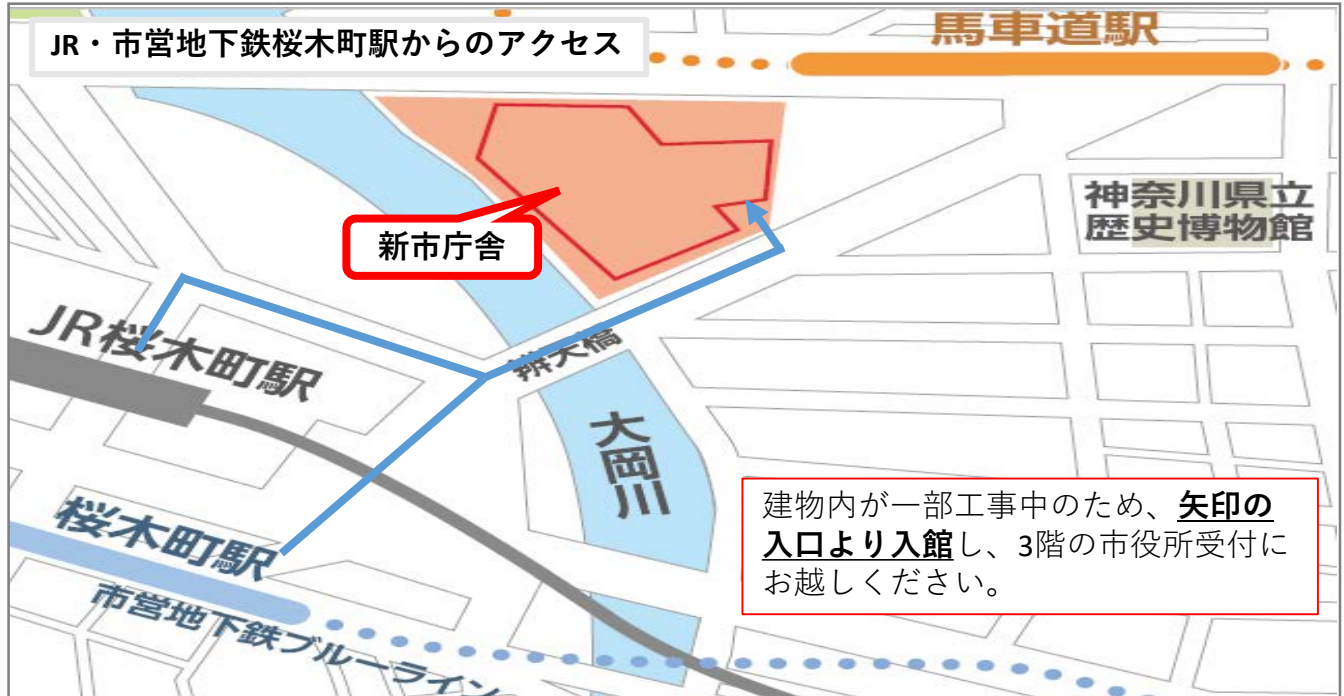 JR・市営地下鉄桜木町駅からのアクセス
馬車道駅
神奈川県立
歴史博物館
新市庁舎
JR桜木町駅
辨天橋
大岡川
桜木町駅
市営地下鉄ブルーライン
建物内が一部工事中のため、矢印の
入口より入館し、3階の市役所受付に
お越しください。